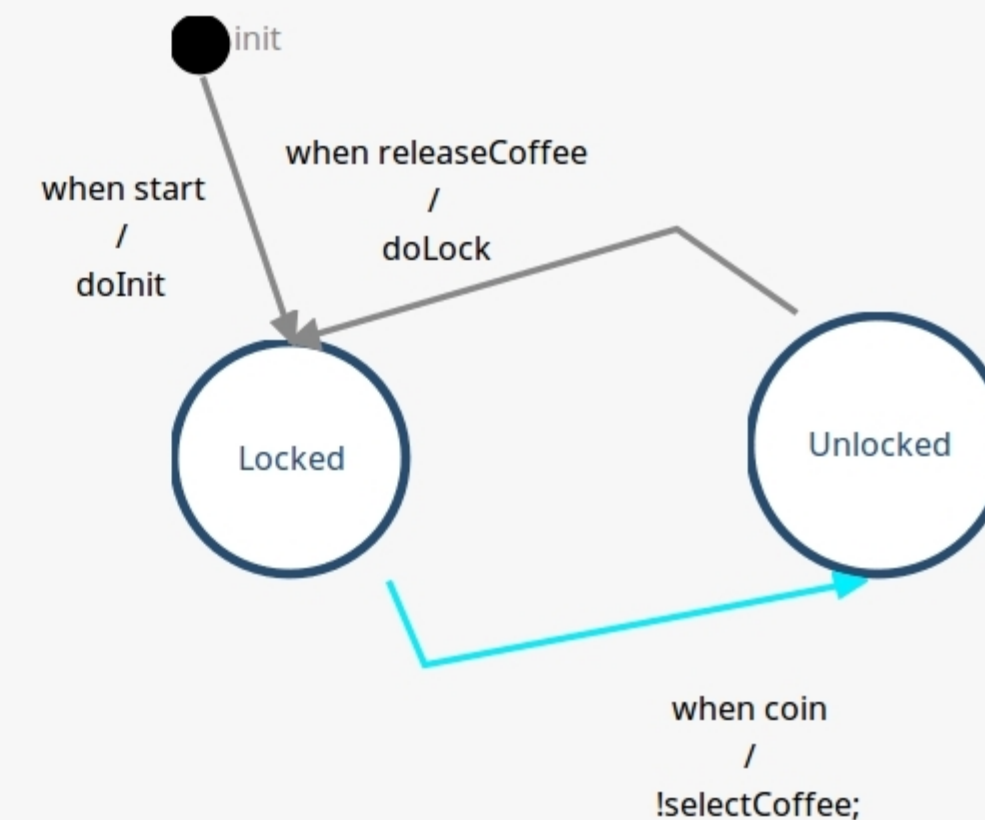 init
when releaseCoffee
/
doLock
when start
/
doInit
Locked
Unlocked
when coin
/
!selectCoffee;